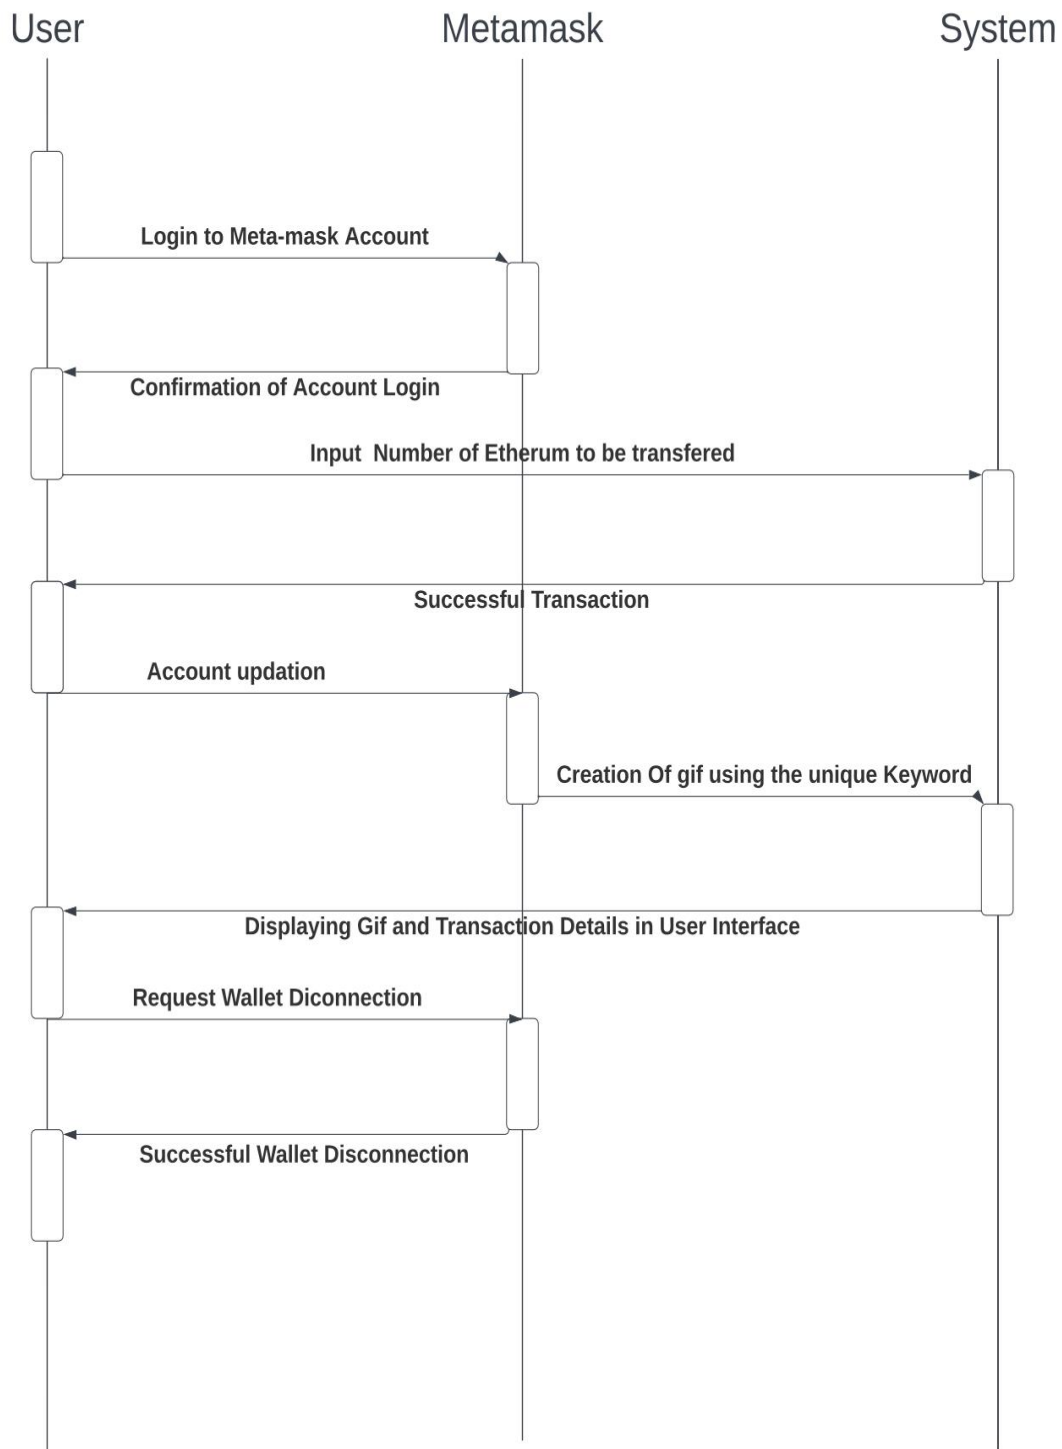 User
Metamask
System
Login to Meta-mask Account
Confirmation of Account Login
Input Number of Etherum to be transfered
Successful Transaction
Account updation
Creation Of gif using the unique Keyword
Displaying Gif and Transaction Details in User Interface
Request Wallet Diconnection
Successful Wallet Disconnection